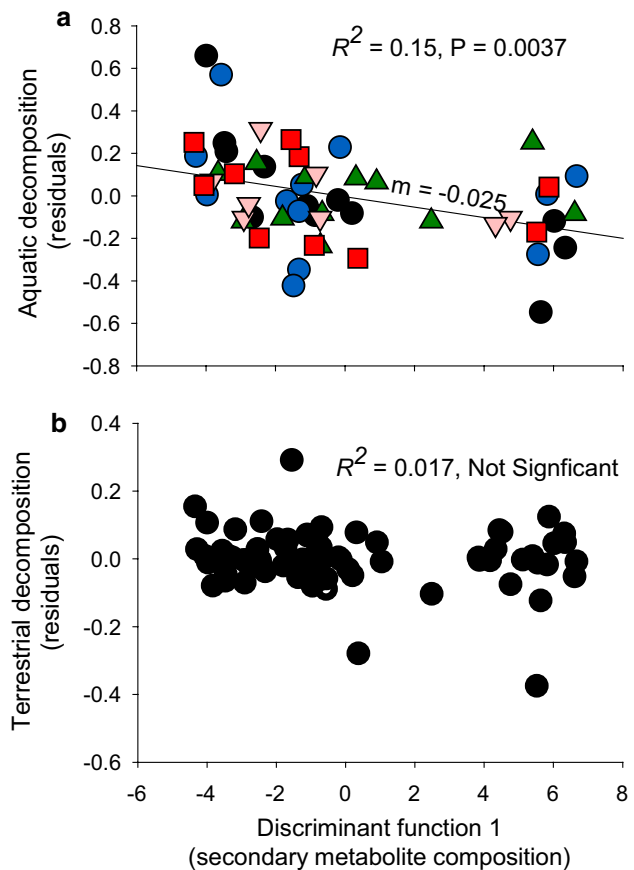 a
R² = 0.15, P = 0.0037
Aquatic decomposition
(residuals)
0.8
0.6
0.4
0.2
0.0
-0.2
-0.4
-0.6
-0.8
m = -0.025
b
R² = 0.017, Not Signficant
Terrestrial decomposition
(residuals)
0.4
0.2
0.0
-0.2
-0.4
-0.6
-6 -4 -2 0 2 4 6 8
Discriminant function 1
(secondary metabolite composition)